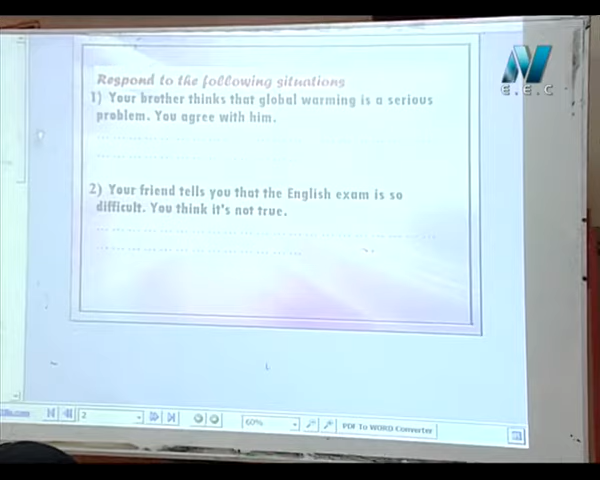 Respond to the following situations
1) Your brother thinks that global warming is a serious
problem. You agree with him.
2) Your friend tells you that the English exam is so
difficult. You think it's not true.
E.E.C
2
60%
PDF To WORD Converter